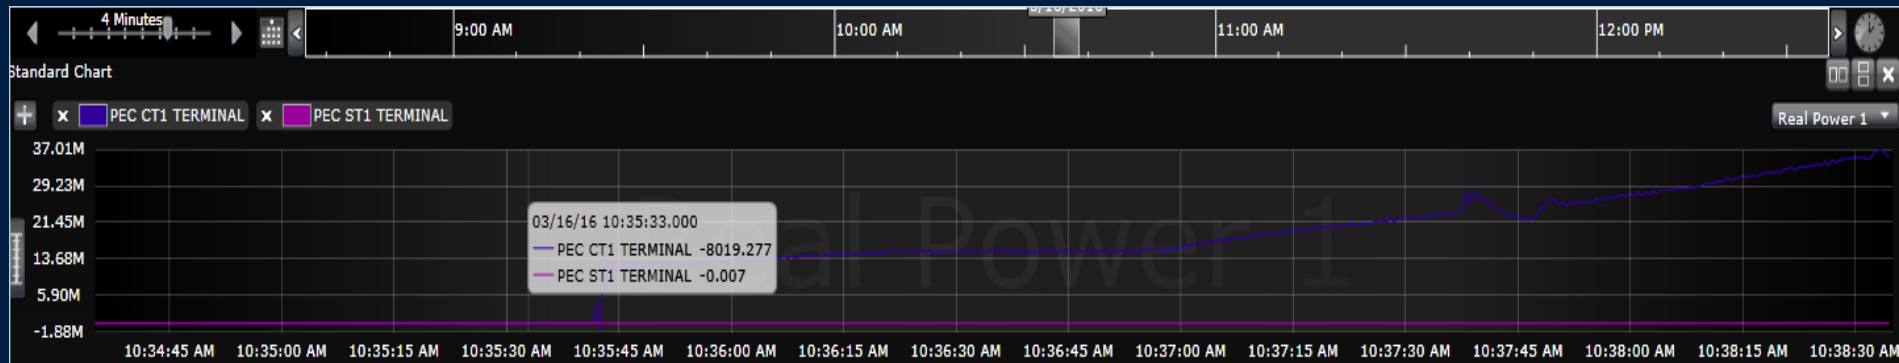 4 Minutes
9:00 AM
10:00 AM
11:00 AM
12:00 PM
Standard Chart
PEC CT1 TERMINAL
PEC ST1 TERMINAL
Real Power 1
37.01M
29.23M
21.45M
13.68M
5.90M
-1.88M
Real Power 1
03/16/16 10:35:33.000
PEC CT1 TERMINAL -8019.277
PEC ST1 TERMINAL -0.007
10:34:45 AM 10:35:00 AM 10:35:15 AM 10:35:30 AM 10:35:45 AM 10:36:00 AM 10:36:15 AM 10:36:30 AM 10:36:45 AM 10:37:00 AM 10:37:15 AM 10:37:30 AM 10:37:45 AM 10:38:00 AM 10:38:15 AM 10:38:30 AM